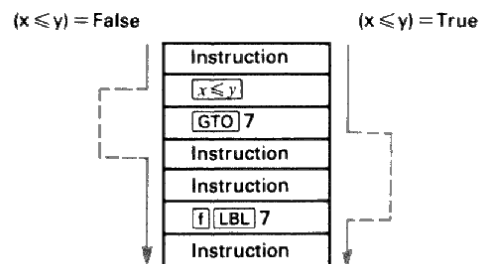 (x ⩽ y) = False (x ⩽ y) = True
Instruction
x ⩽ y
GTO 7
Instruction
Instruction
f LBL 7
Instruction